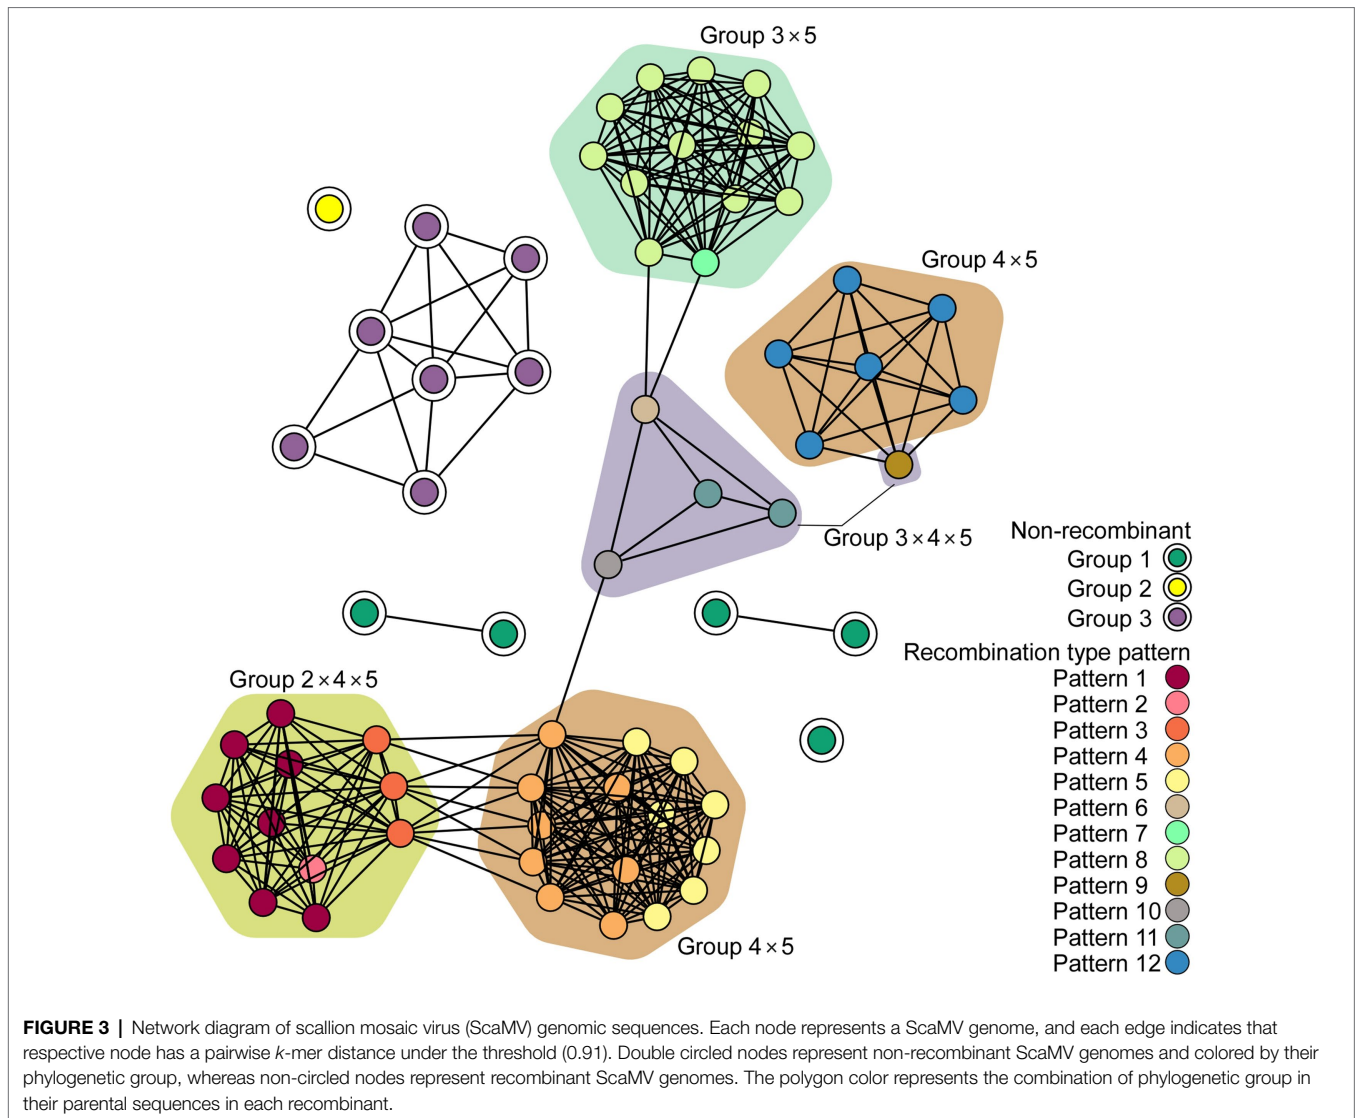 Group 3×5
Group 4×5
Group 3×4×5
Non-recombinant
Group 1
Group 2
Group 3
Recombination type pattern
Pattern 1
Pattern 2
Pattern 3
Pattern 4
Pattern 5
Pattern 6
Pattern 7
Pattern 8
Pattern 9
Pattern 10
Pattern 11
Pattern 12
Group 2×4×5
Group 4×5
FIGURE 3 | Network diagram of scallion mosaic virus (ScaMV) genomic sequences. Each node represents a ScaMV genome, and each edge indicates that
respective node has a pairwise k-mer distance under the threshold (0.91). Double circled nodes represent non-recombinant ScaMV genomes and colored by their
phylogenetic group, whereas non-circled nodes represent recombinant ScaMV genomes. The polygon color represents the combination of phylogenetic group in
their parental sequences in each recombinant.